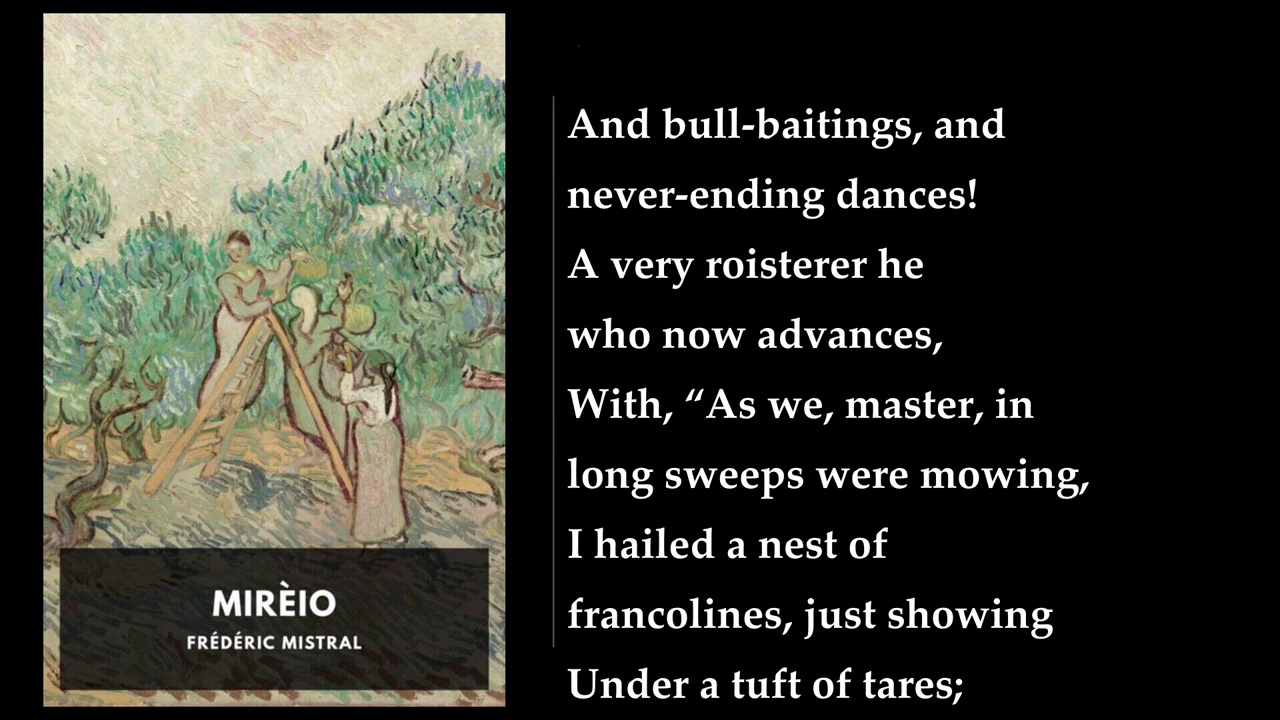 MIRÈIO
FRÉDÉRIC MISTRAL
And bull-baitings, and
never-ending dances!
A very roisterer he
who now advances,
With, “As we, master, in
long sweeps were mowing,
I hailed a nest of
francolines, just showing
Under a tuft of tares;